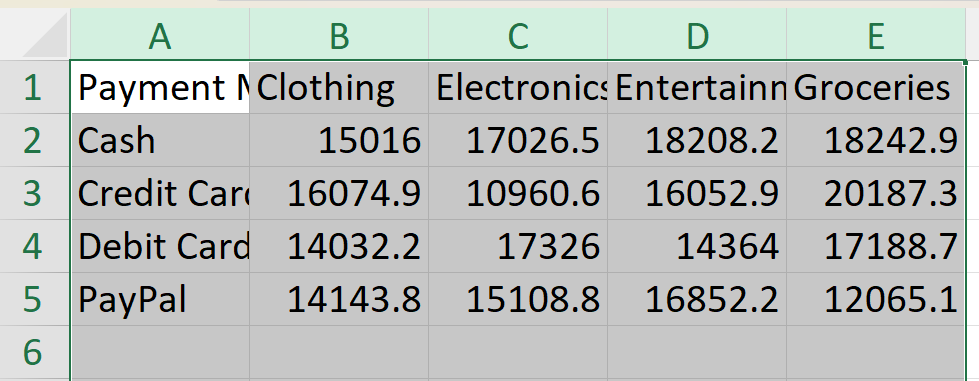 A B C D E
1 Payment Clothing Electronics Entertainn Groceries
2 Cash 15016 17026.5 18208.2 18242.9
3 Credit Car 16074.9 10960.6 16052.9 20187.3
4 Debit Card 14032.2 17326 14364 17188.7
5 PayPal 14143.8 15108.8 16852.2 12065.1
6